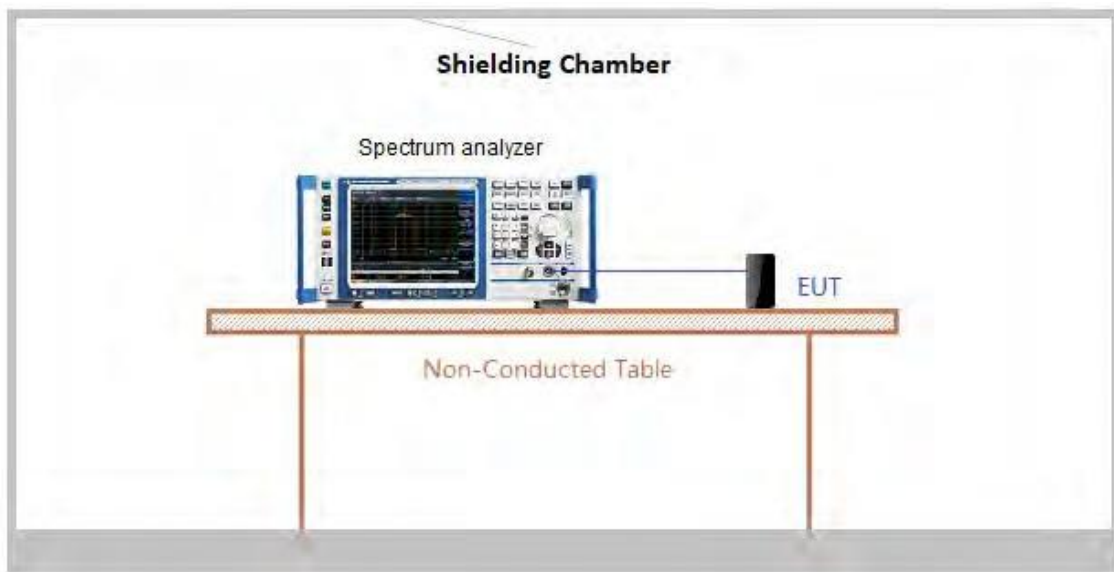 Shielding Chamber
Spectrum analyzer
EUT
Non-Conducted Table